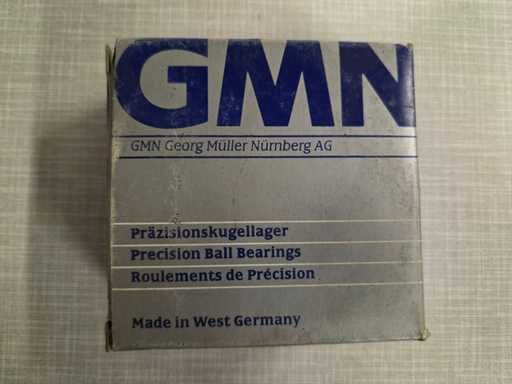 GMN
GMN Georg Müller Nürnberg AG
Präzisionskugellager
Precision Ball Bearings
Roulements de Précision
Made in West Germany